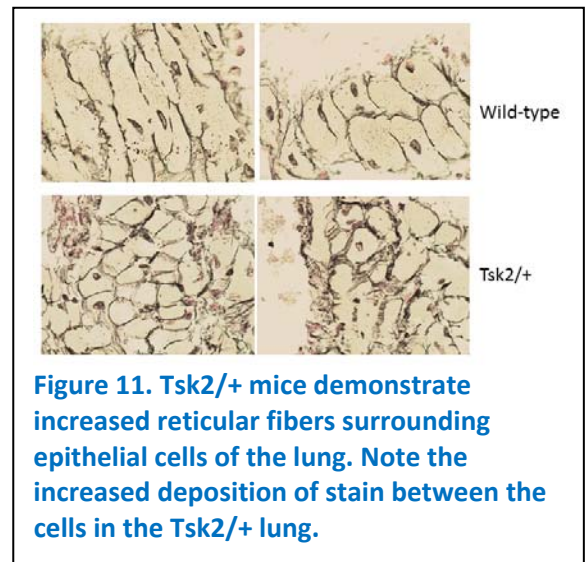 Wild-type
Tsk2/+
Figure 11. Tsk2/+ mice demonstrate
increased reticular fibers surrounding
epithelial cells of the lung. Note the
increased deposition of stain between the
cells in the Tsk2/+ lung.